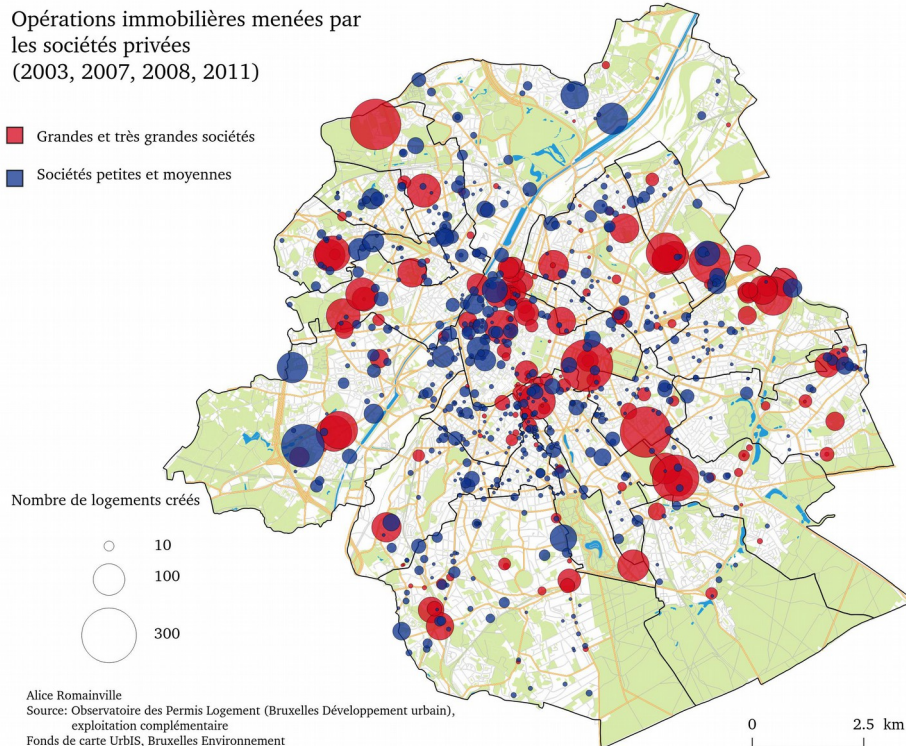 Opérations immobilières menées par
les sociétés privées
(2003, 2007, 2008, 2011)
Grandes et très grandes sociétés
Sociétés petites et moyennes
Nombre de logements créés
10
100
300
Alice Romainville
Source: Observatoire des Permis Logement (Bruxelles Développement urbain),
exploitation complémentaire
Fonds de carte UrbIS, Bruxelles Environnement
0 2.5 km